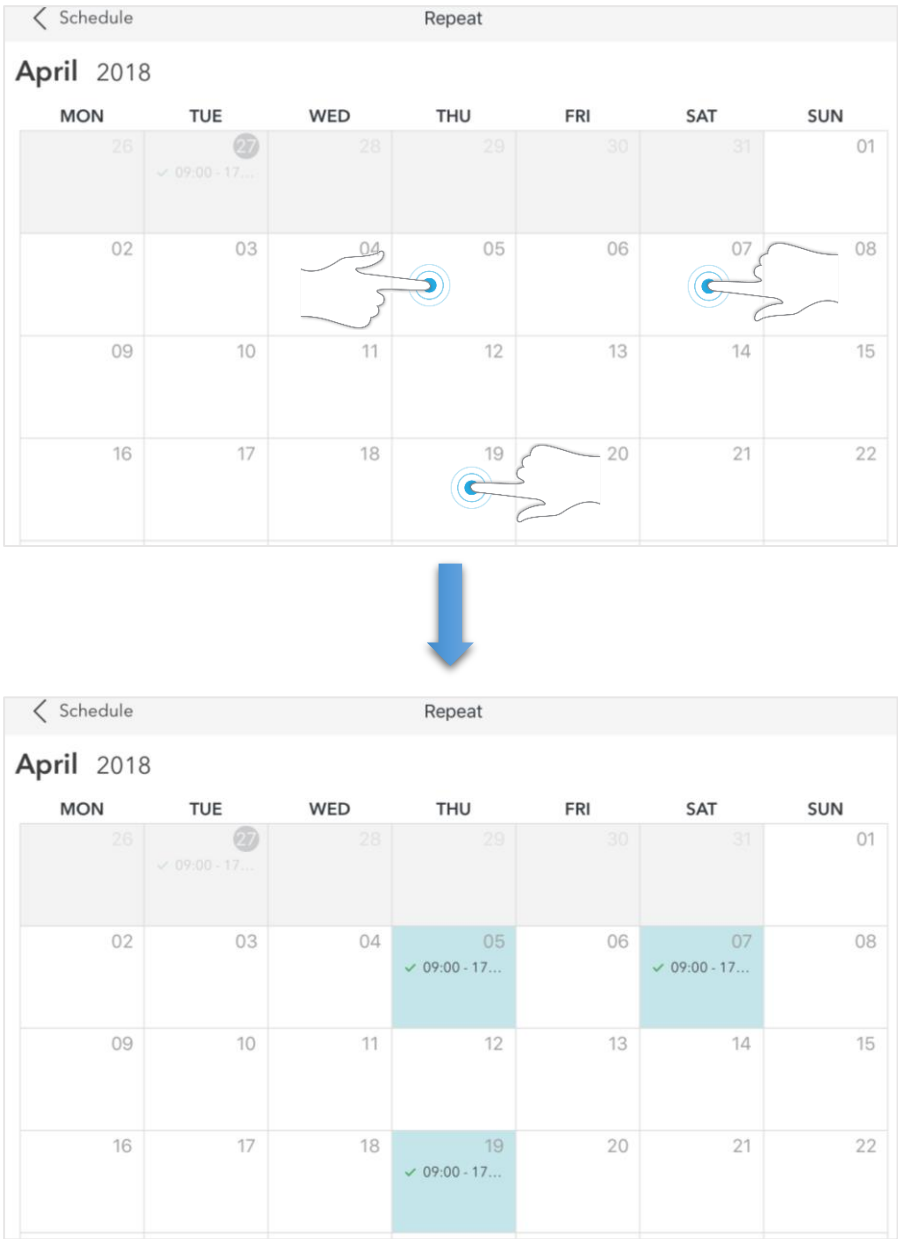 Schedule Repeat
April 2018
MON TUE WED THU FRI SAT SUN
26 27 28 29 30 31 01
09:00 - 17...
02 03 04 05 06 07 08
09 10 11 12 13 14 15
16 17 18 19 20 21 22
Schedule Repeat
April 2018
MON TUE WED THU FRI SAT SUN
26 27 28 29 30 31 01
09:00 - 17...
02 03 04 05 06 07 08
09:00 - 17... 09:00 - 17...
09 10 11 12 13 14 15
16 17 18 19 20 21 22
09:00 - 17...